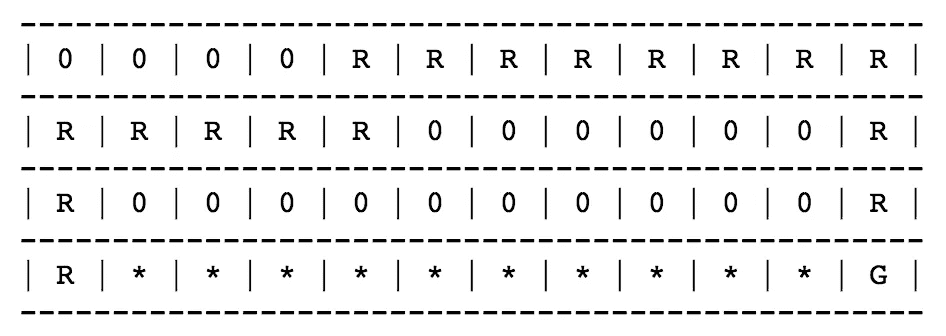 -------------------------------------------------
| 0 | 0 | 0 | 0 | R | R | R | R | R | R | R | R |
-------------------------------------------------
| R | R | R | R | R | 0 | 0 | 0 | 0 | 0 | 0 | R |
-------------------------------------------------
| R | 0 | 0 | 0 | 0 | 0 | 0 | 0 | 0 | 0 | 0 | R |
-------------------------------------------------
| R | * | * | * | * | * | * | * | * | * | * | G |
-------------------------------------------------